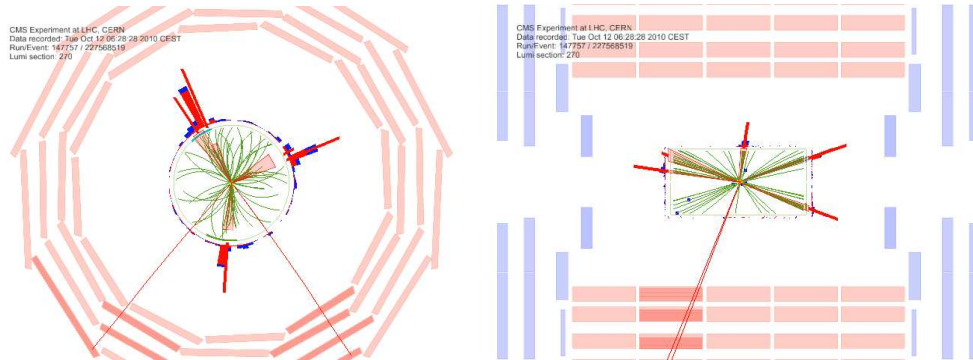 CMS Experiment at LHC, CERN
Data recorded: Tue Oct 12 06:28:28 2010 CEST
Run/Event: 147757 / 227568519
Lumi section: 270
CMS Experiment at LHC, CERN
Data recorded: Tue Oct 12 06:28:28 2010 CEST
Run/Event: 147757 / 227568519
Lumi section: 270